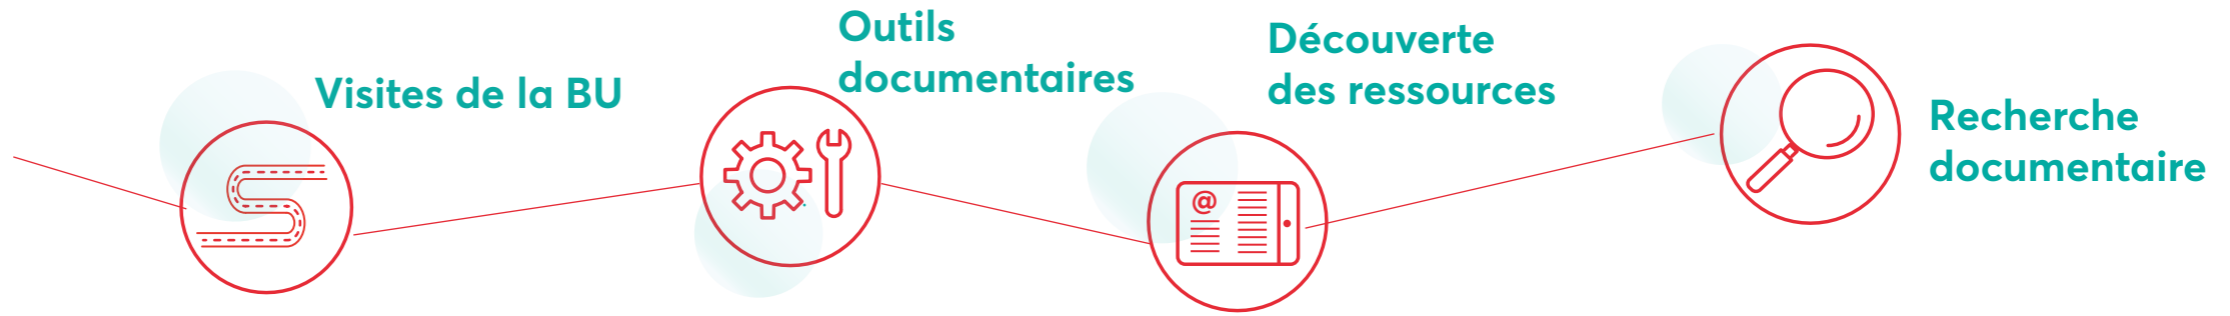 Visites de la BU
Outils
documentaires
Découverte
des ressources
@
Recherche
documentaire